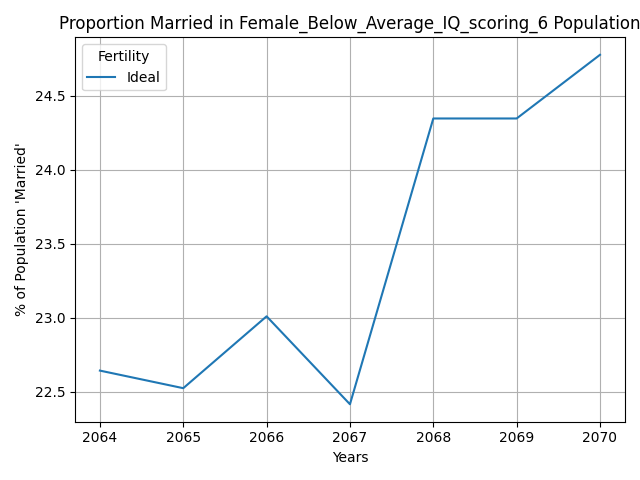 Proportion Married in Female_Below_Average_IQ_scoring_6 Population
Fertility
Ideal
% of Population 'Married'
24.5
24.0
23.5
23.0
22.5
2064 2065 2066 2067 2068 2069 2070
Years